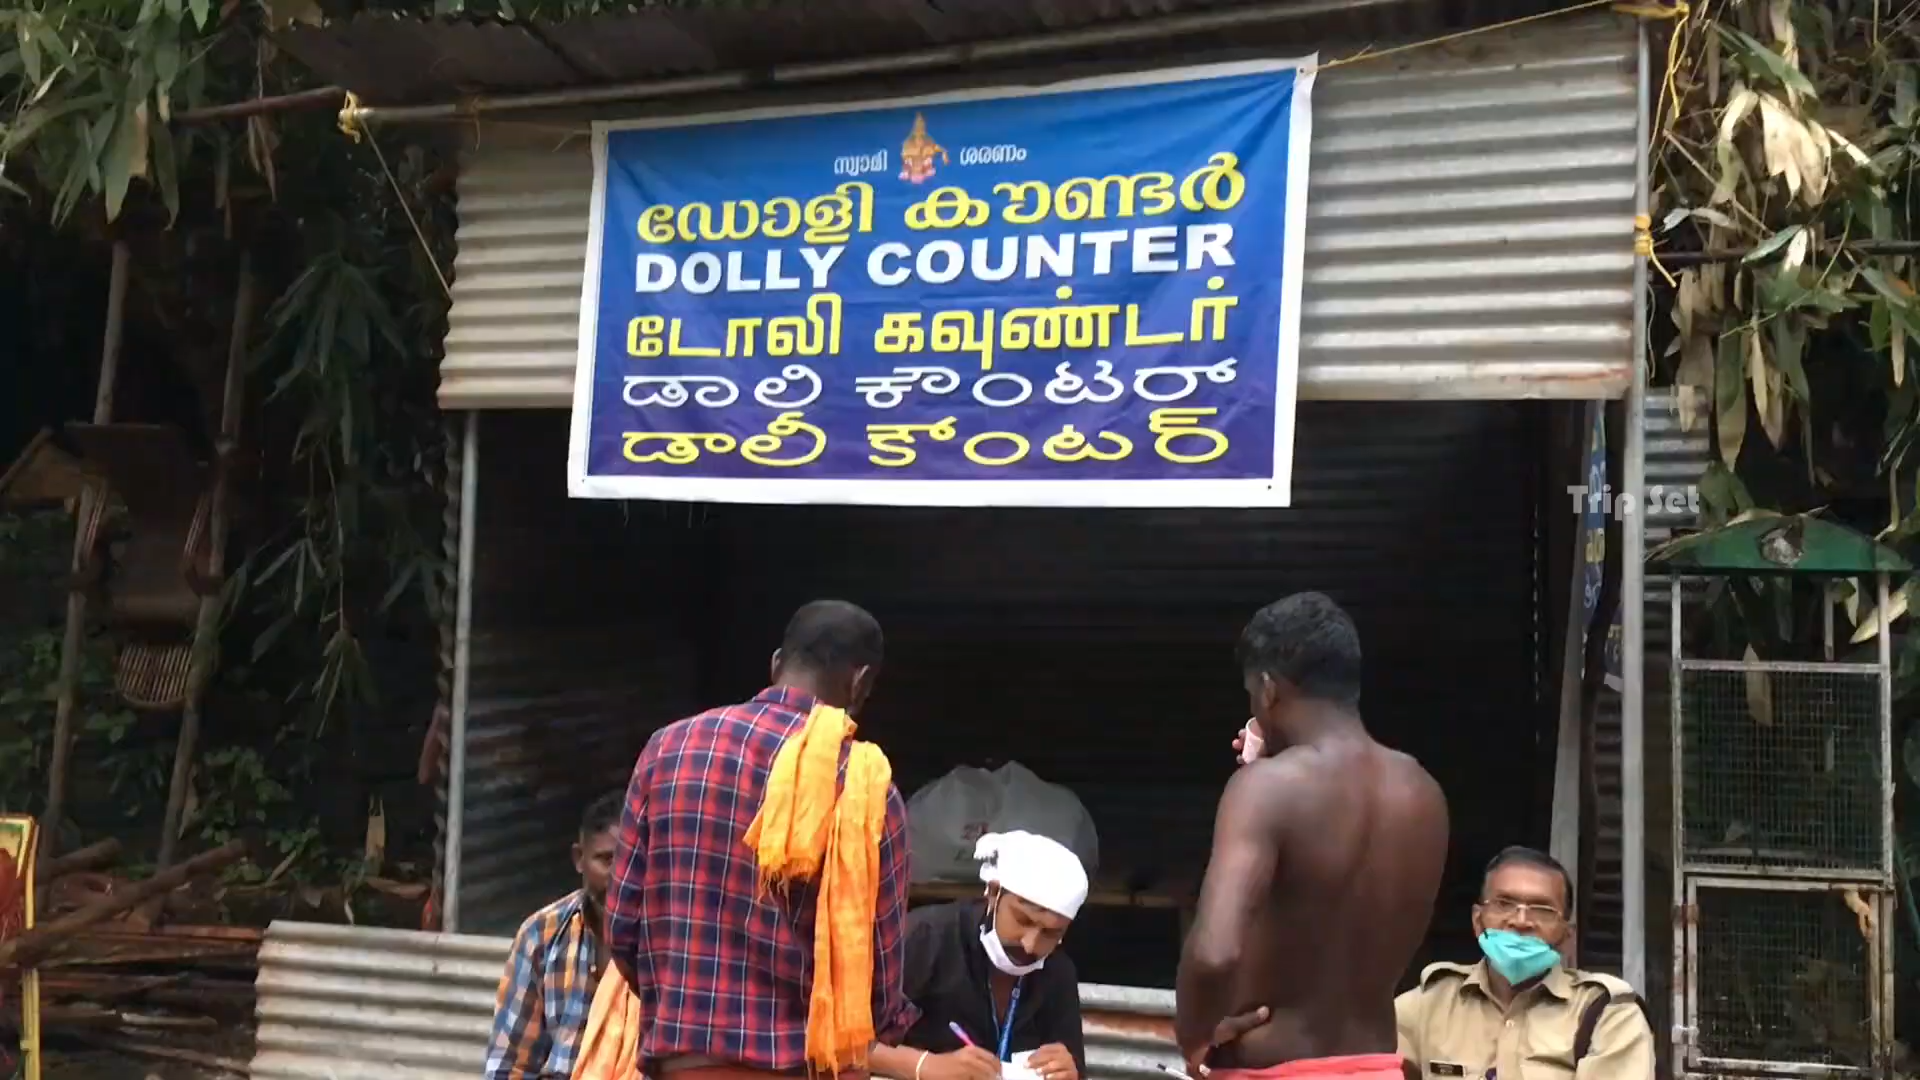 സ്വാമി ശരണം
ഡോളി കൗണ്ടർ
DOLLY COUNTER
டோலி கவுண்டர்
ಡಾಲಿ ಕೌಂಟರ್
డాలీ కౌంటర్
Trip Set